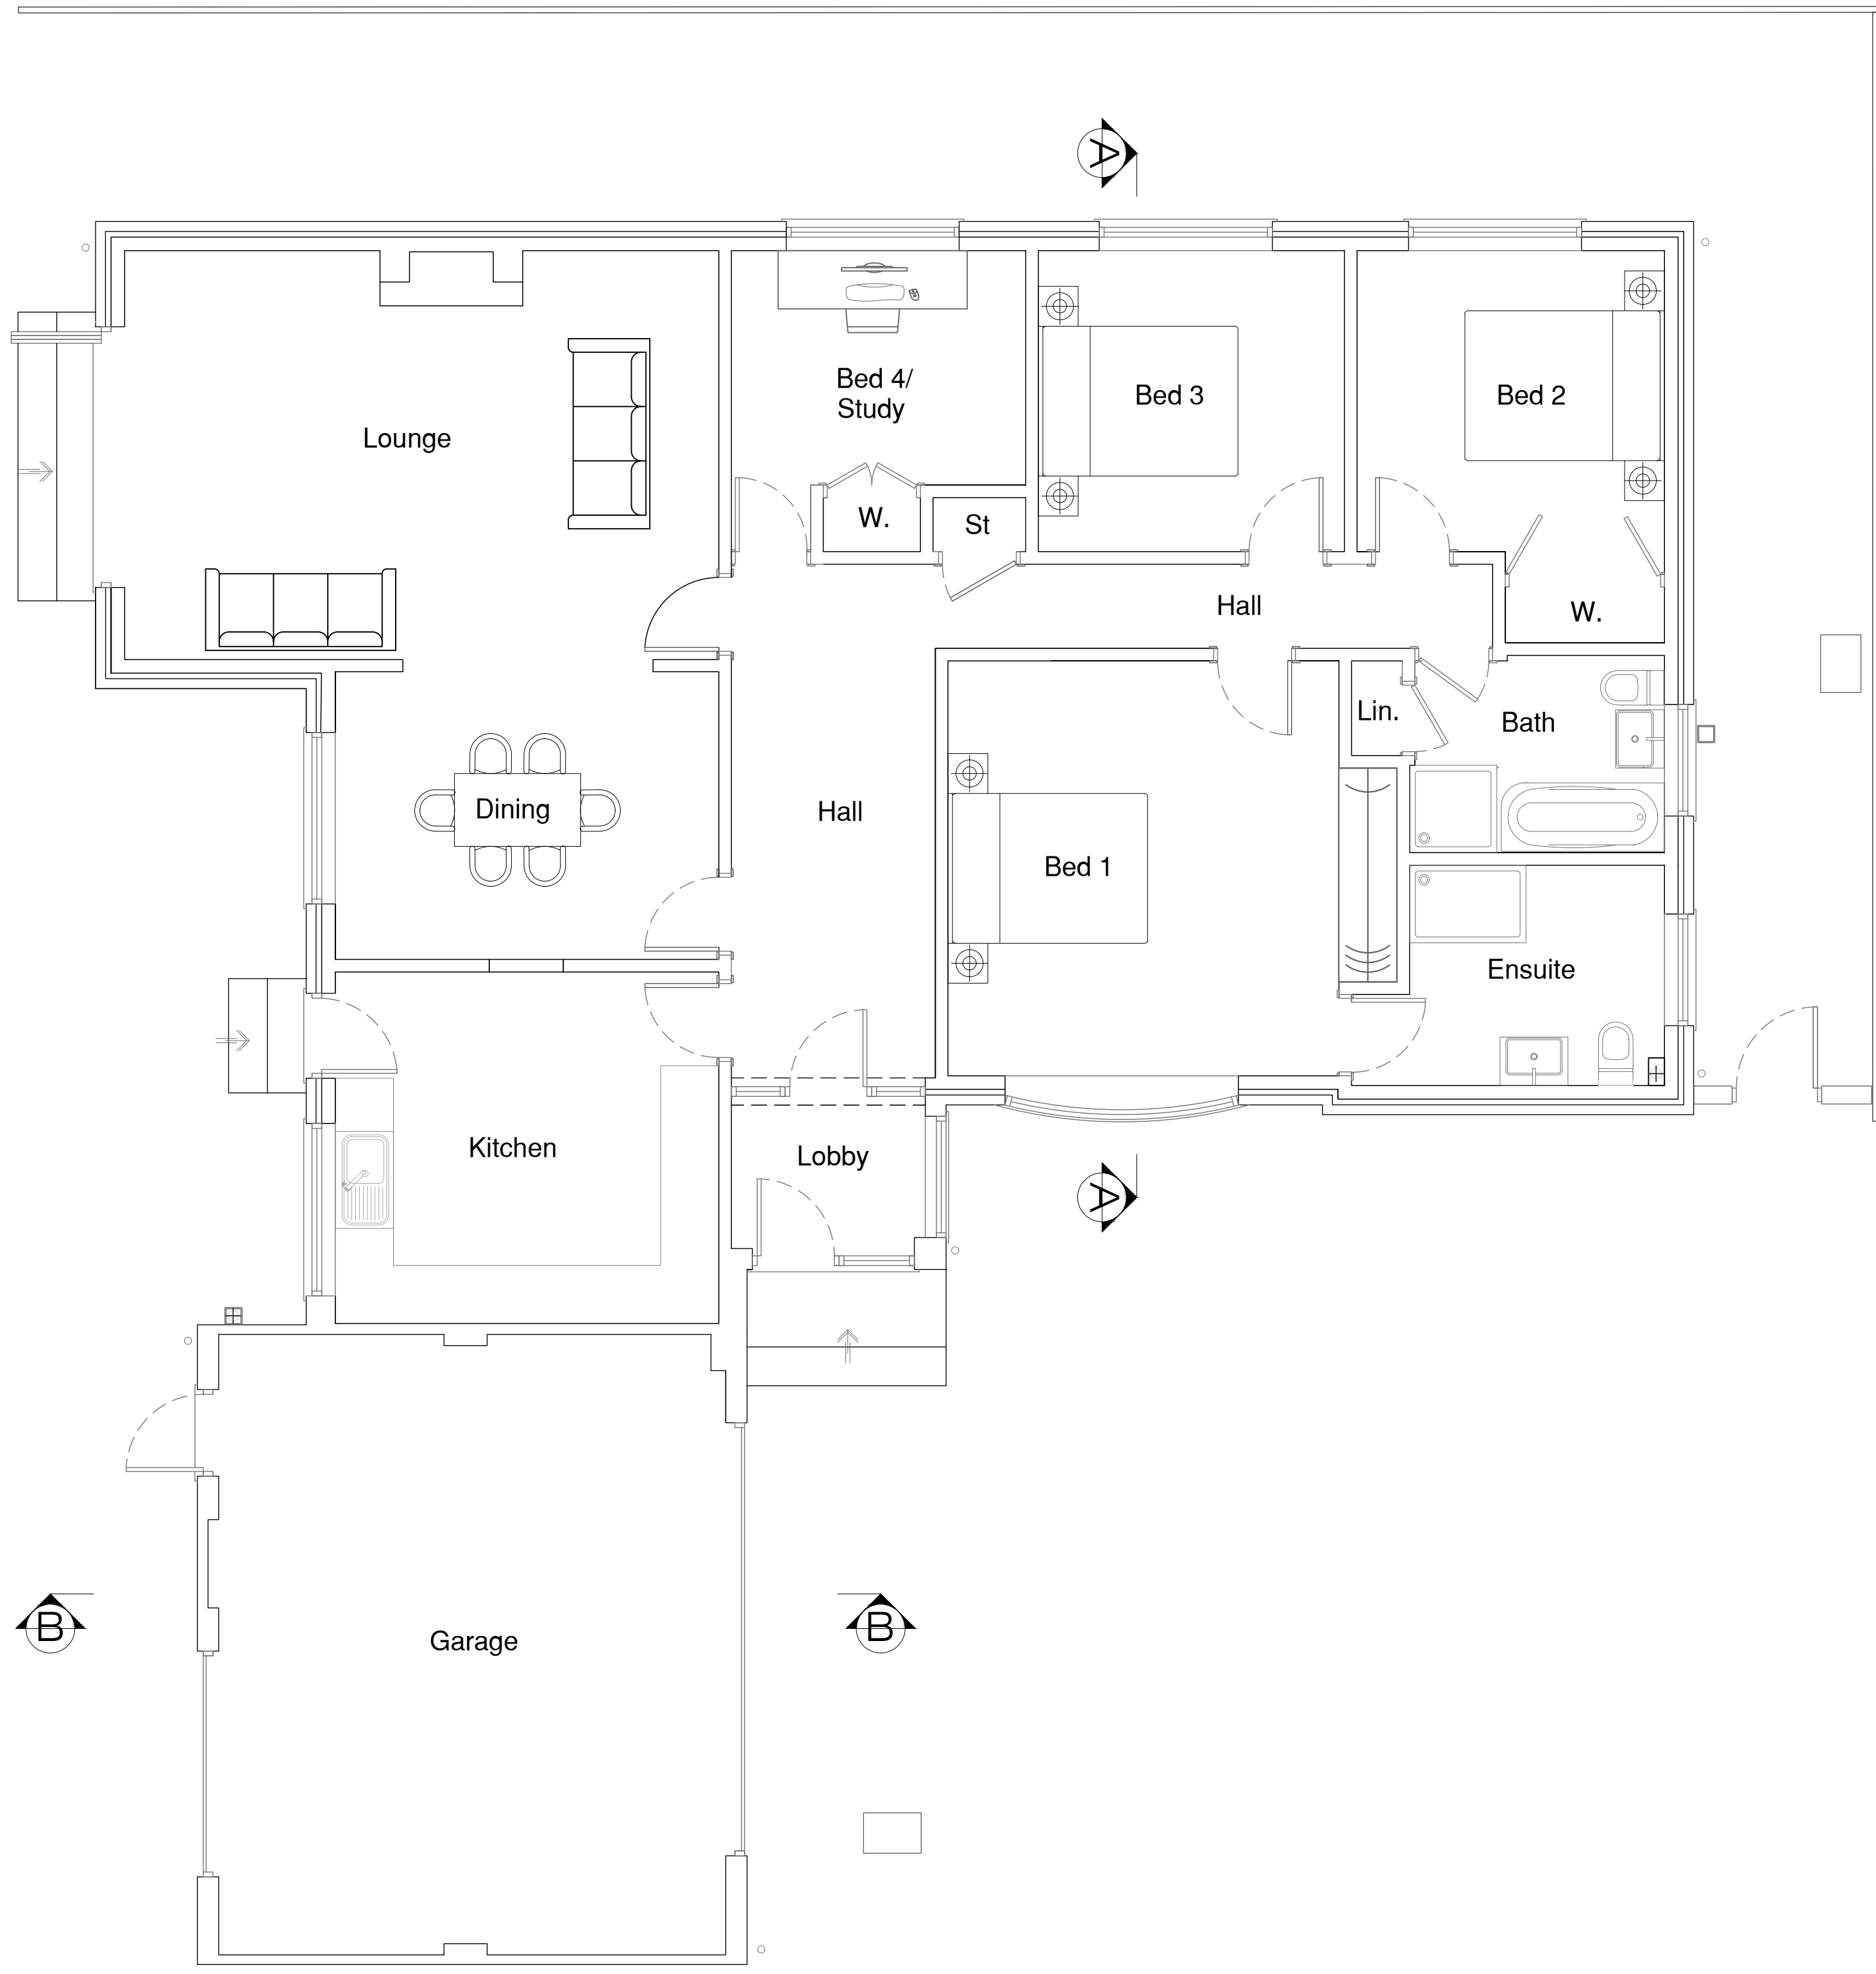 A
Bed 4/
Study
Bed 3
Bed 2
Lounge
W.
St
Hall
W.
Lin.
Bath
Dining
Hall
Bed 1
Ensuite
Kitchen
Lobby
A
B
B
Garage